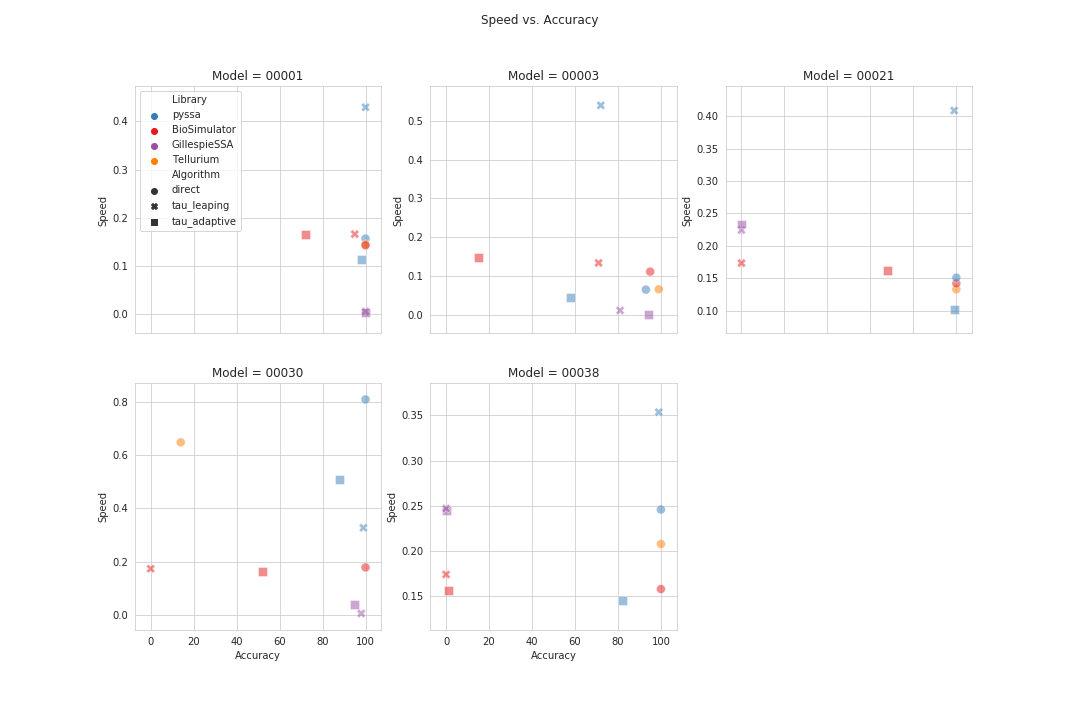 Speed vs. Accuracy
Model = 00001
Speed
0.4
0.3
0.2
0.1
0.0
Library
pyssa
BioSimulator
GillespieSSA
Tellurium
Algorithm
direct
tau_leaping
tau_adaptive
Model = 00003
Speed
0.5
0.4
0.3
0.2
0.1
0.0
Model = 00021
Speed
0.40
0.35
0.30
0.25
0.20
0.15
0.10
Model = 00030
Speed
0.8
0.6
0.4
0.2
0.0
0 20 40 60 80 100
Accuracy
Model = 00038
Speed
0.35
0.30
0.25
0.20
0.15
0 20 40 60 80 100
Accuracy